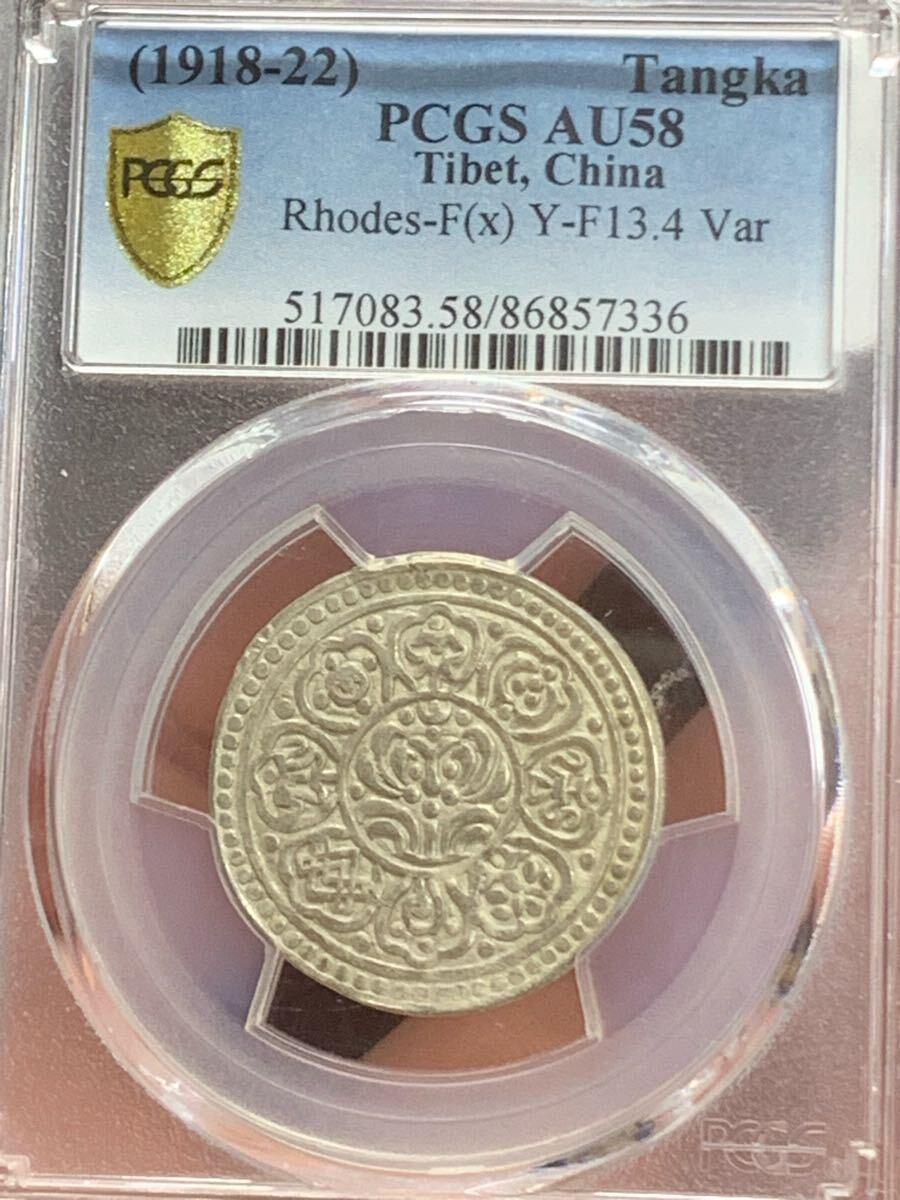 (1918-22) Tangka
PCGS AU58
PCGS
Tibet, China
Rhodes-F(x) Y-F13.4 Var
517083.58/86857336
PCGS